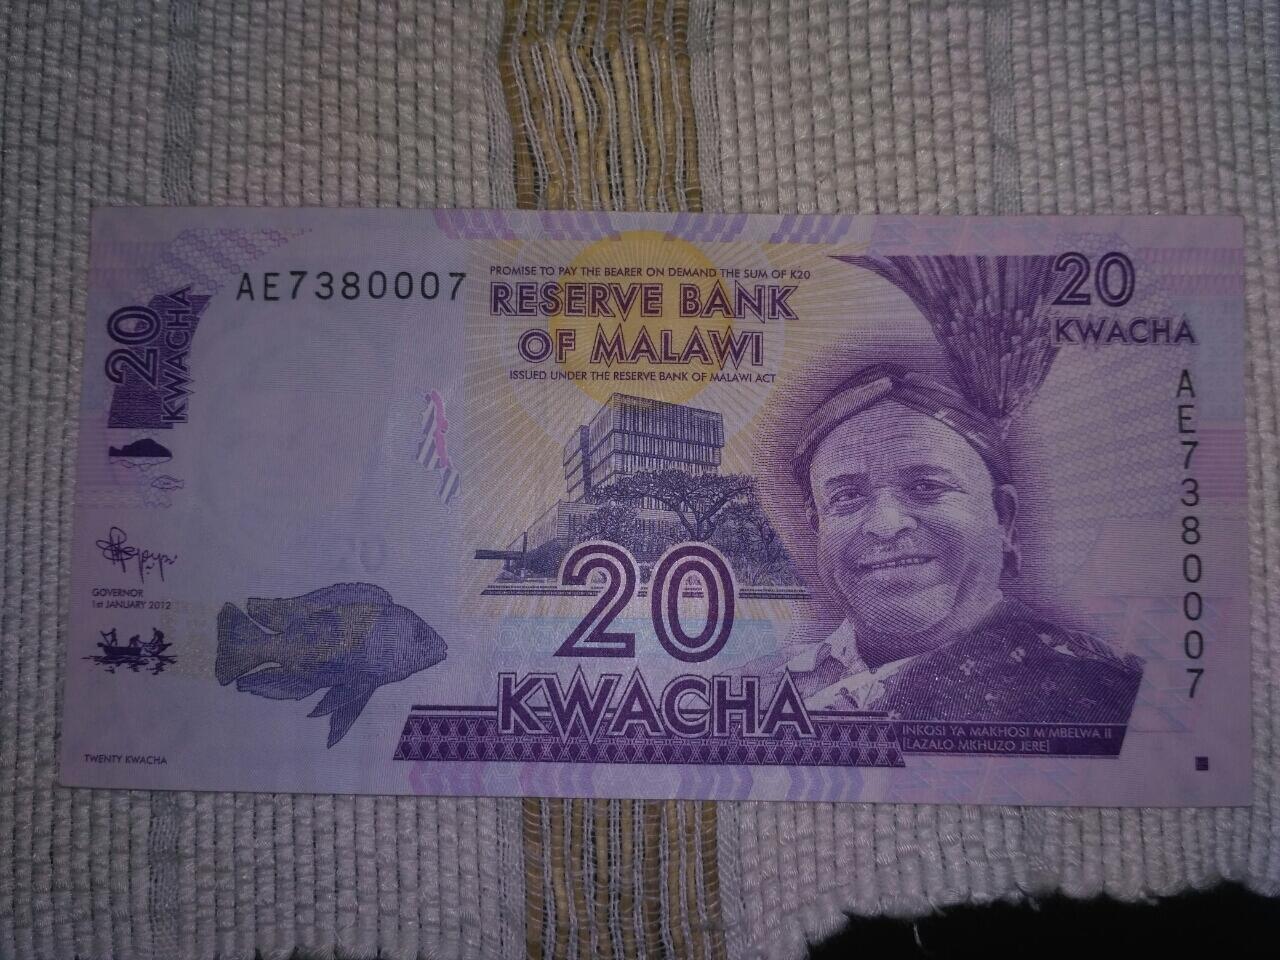 20
KWACHA
AE7380007
PROMISE TO PAY THE BEARER ON DEMAND THE SUM OF K20
RESERVE BANK
OF MALAWI
ISSUED UNDER THE RESERVE BANK OF MALAWI ACT
20
KWACHA
AE7380007
GOVERNOR
1st JANUARY 2012
20
KWACHA
INKOSI YA MAKHOSI M'MBELWA II
[LAZALO MKHUZO JERE]
TWENTY KWACHA